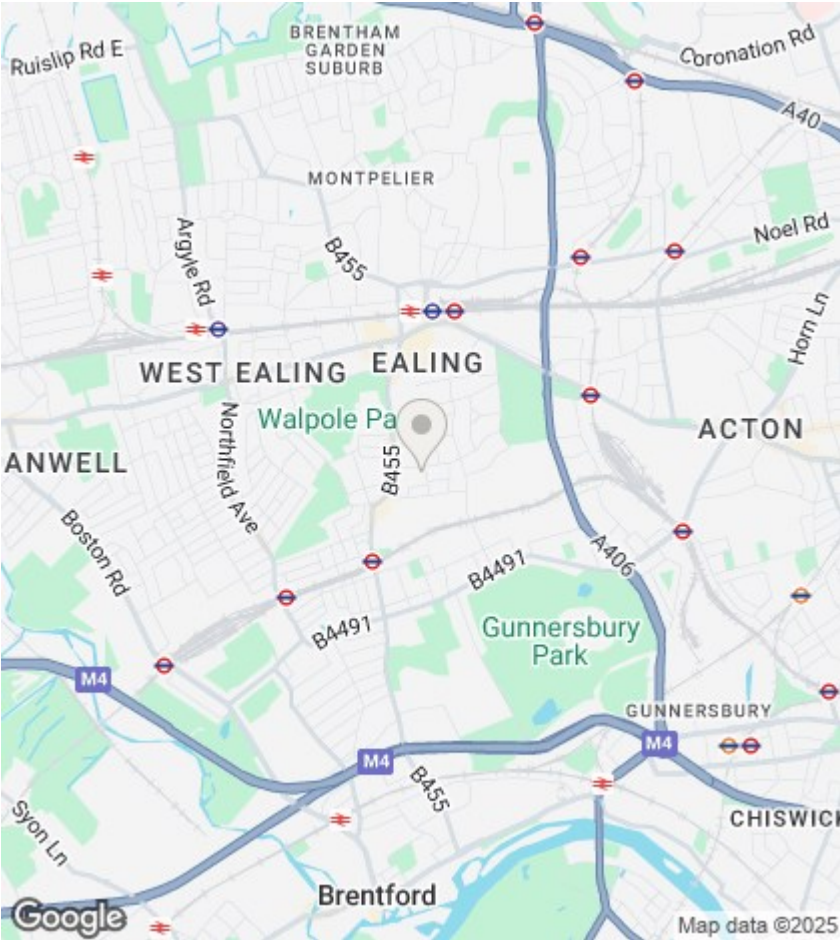 BRENTHAM
GARDEN
SUBURB
Ruislip Rd E
Coronation Rd
A40
MONTPELIER
Argyle Rd
B455
Noel Rd
Horn Ln
WEST EALING
EALING
Walpole Pa
ACTON
ANWELL
Northfield Ave
B455
Boston Rd
A406
B4491
B4491
Gunnersbury
Park
M4
GUNNERSBURY
M4
M4
B455
Syon Ln
CHISWICK
Brentford
Google
Map data ©2025